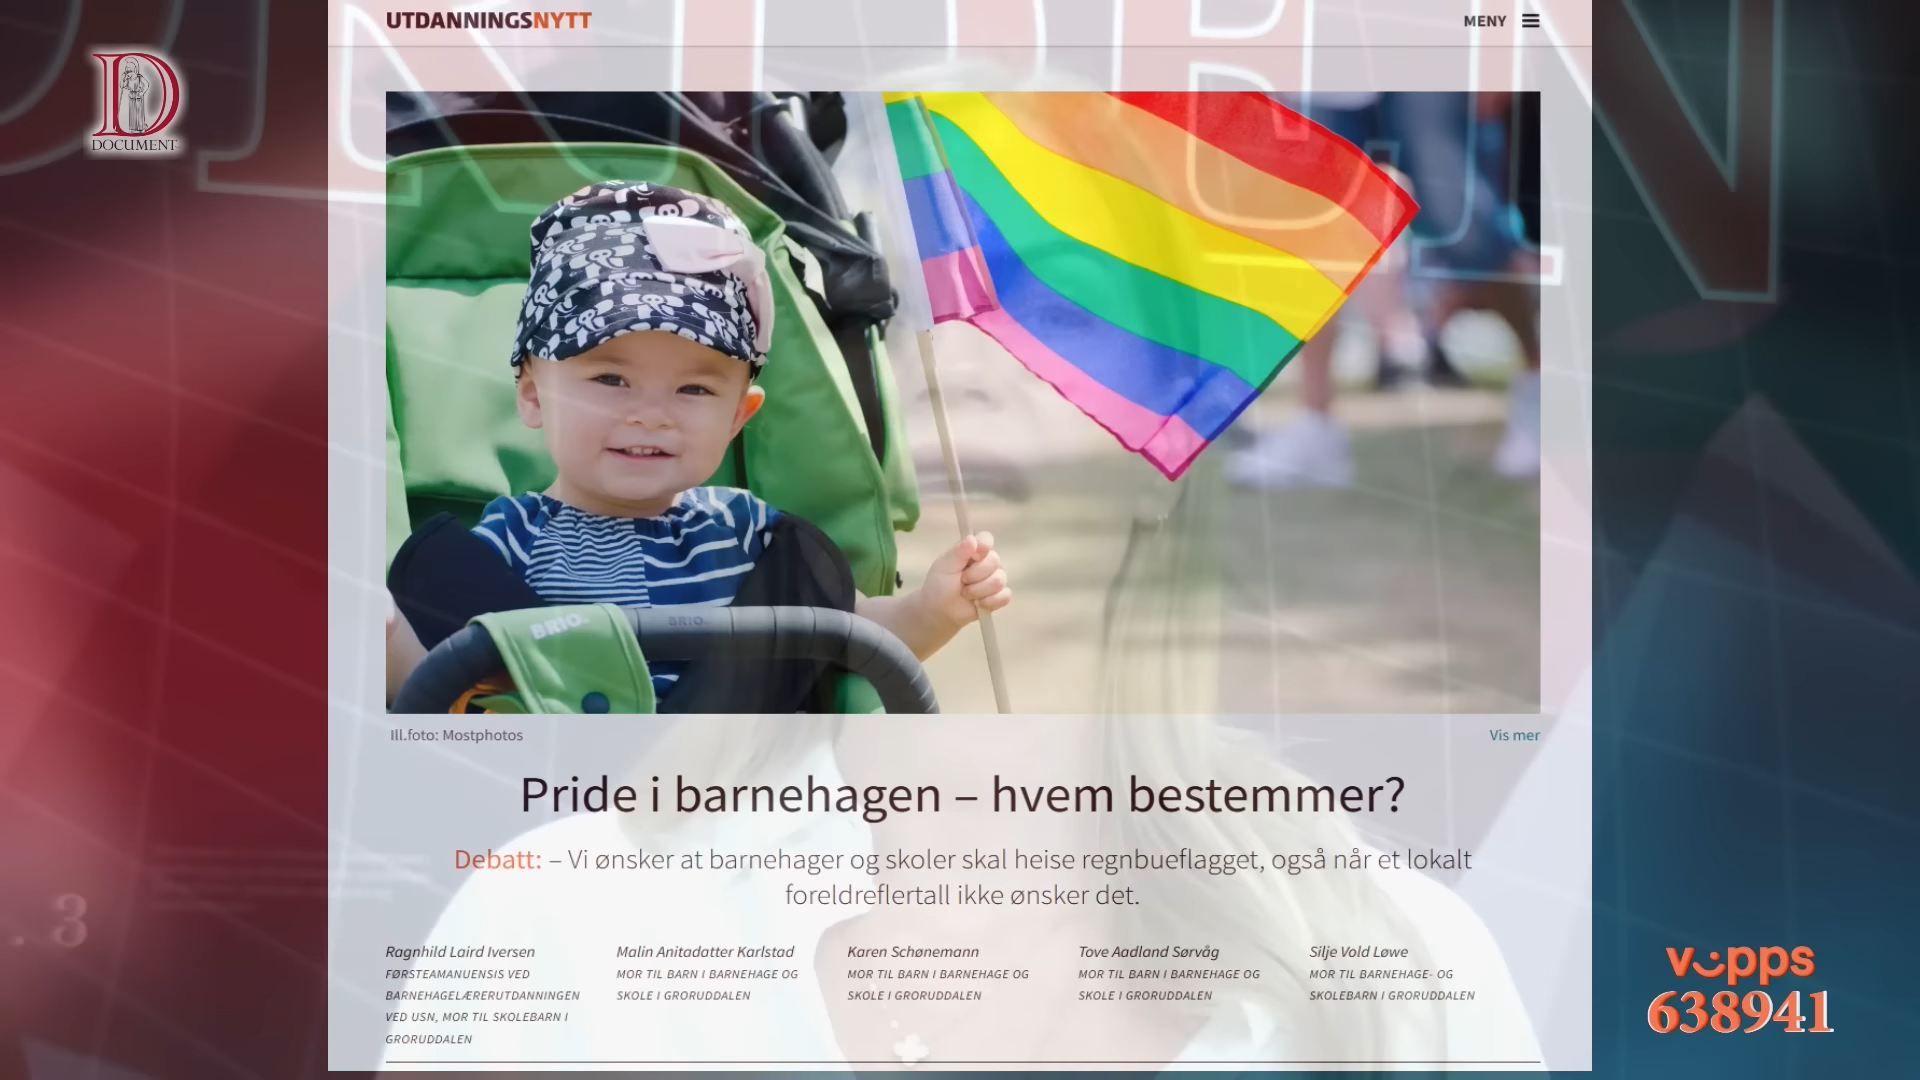 UTDANNINGSNYTT
MENY
DOCUMENT
BRIO
BRIO
Ill.foto: Mostphotos
Vis mer
Pride i barnehagen – hvem bestemmer?
Debatt: – Vi ønsker at barnehager og skoler skal heise regnbueflagget, også når et lokalt
foreldreflertall ikke ønsker det.
Ragnhild Laird Iversen
FØRSTEAMANUENSIS VED
BARNEHAGELÆRERUTDANNINGEN
VED USN, MOR TIL SKOLEBARN I
GRORUDDALEN
Malin Anitadatter Karlstad
MOR TIL BARN I BARNEHAGE OG
SKOLE I GRORUDDALEN
Karen Schønemann
MOR TIL BARN I BARNEHAGE OG
SKOLE I GRORUDDALEN
Tove Aadland Sørvåg
MOR TIL BARN I BARNEHAGE OG
SKOLE I GRORUDDALEN
Silje Vold Løwe
MOR TIL BARNEHAGE- OG
SKOLEBARN I GRORUDDALEN
. 3
vipps
638941